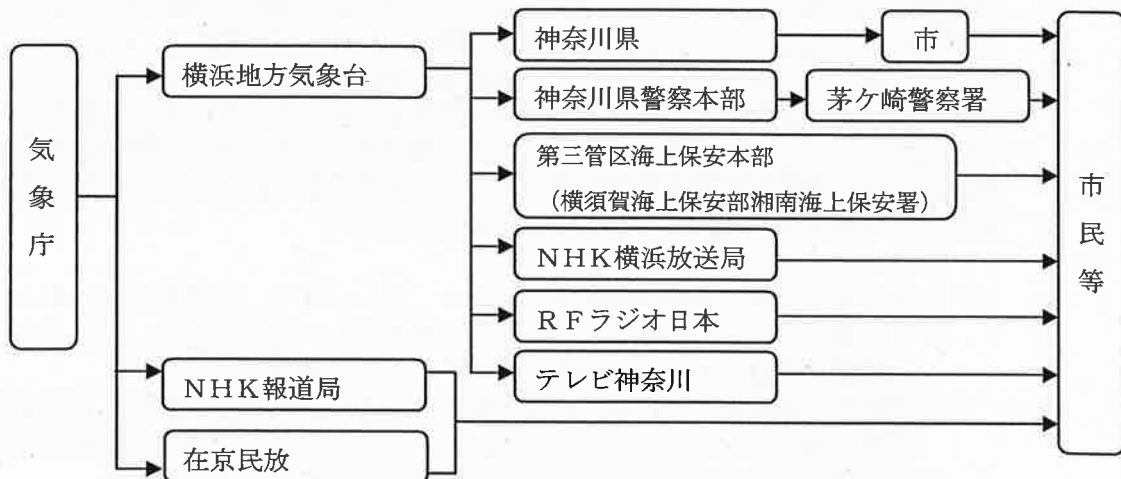 気象庁
横浜地方気象台
神奈川県
市
神奈川県警察本部
茅ケ崎警察署
第三管区海上保安本部
(横須賀海上保安部湘南海上保安署)
NHK横浜放送局
RFラジオ日本
テレビ神奈川
NHK報道局
在京民放
市民等